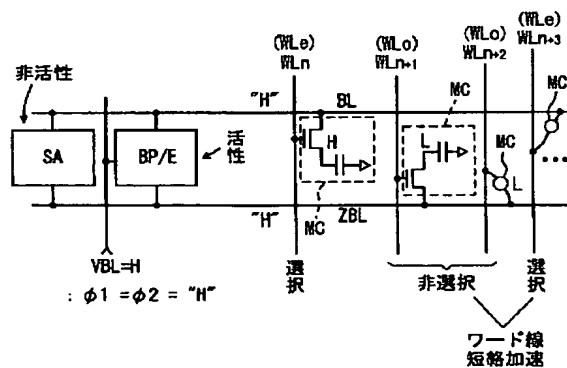 (WLe)
WLn
(WLo)
WLn+1
(WLo)
WLn+2
(WLe)
WLn+3
非活性
"H"
BL
MC
MC
SA
BP/E
活性
H
L
MC
L
...
"H"
MC
ZBL
VBL=H
: φ1 =φ2 = "H"
選択
非選択
選択
ワード線
短絡加速